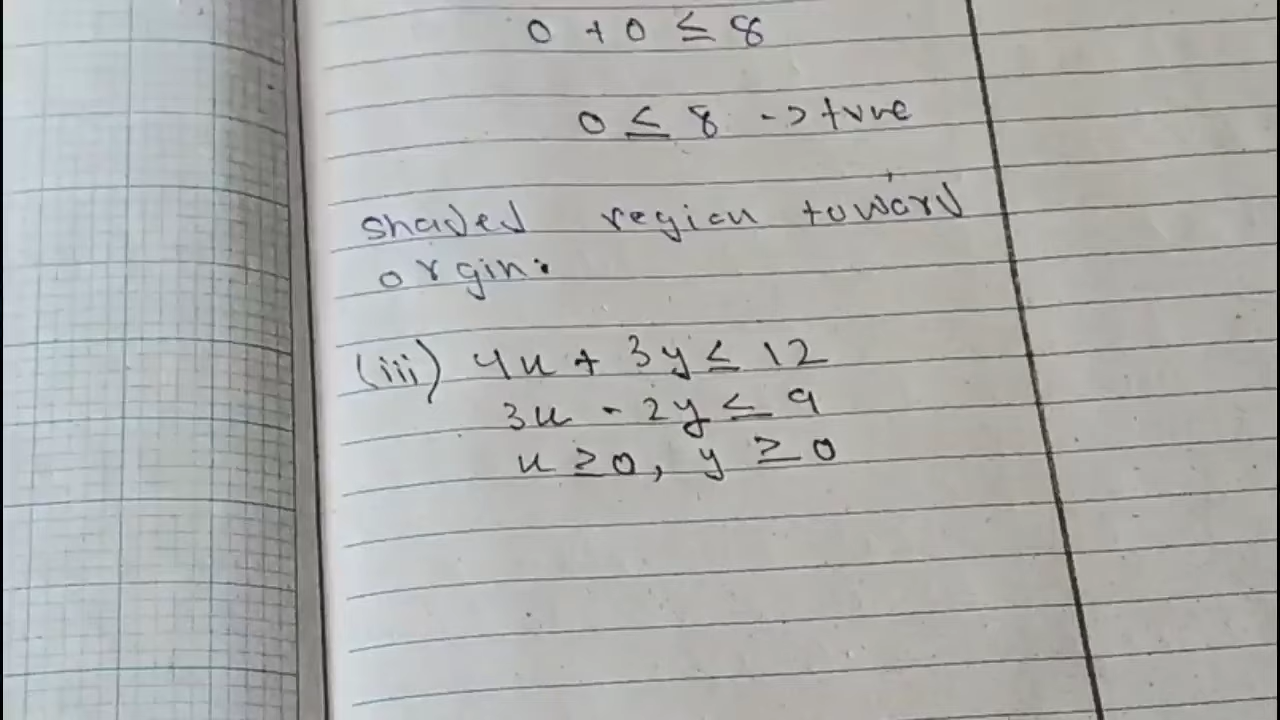 0 + 0 ≤ 8
0 ≤ 8 -> true
shaded region toward
orgin.
(iii) 4x + 3y ≤ 12
3x - 2y ≤ 9
x ≥ 0, y ≥ 0